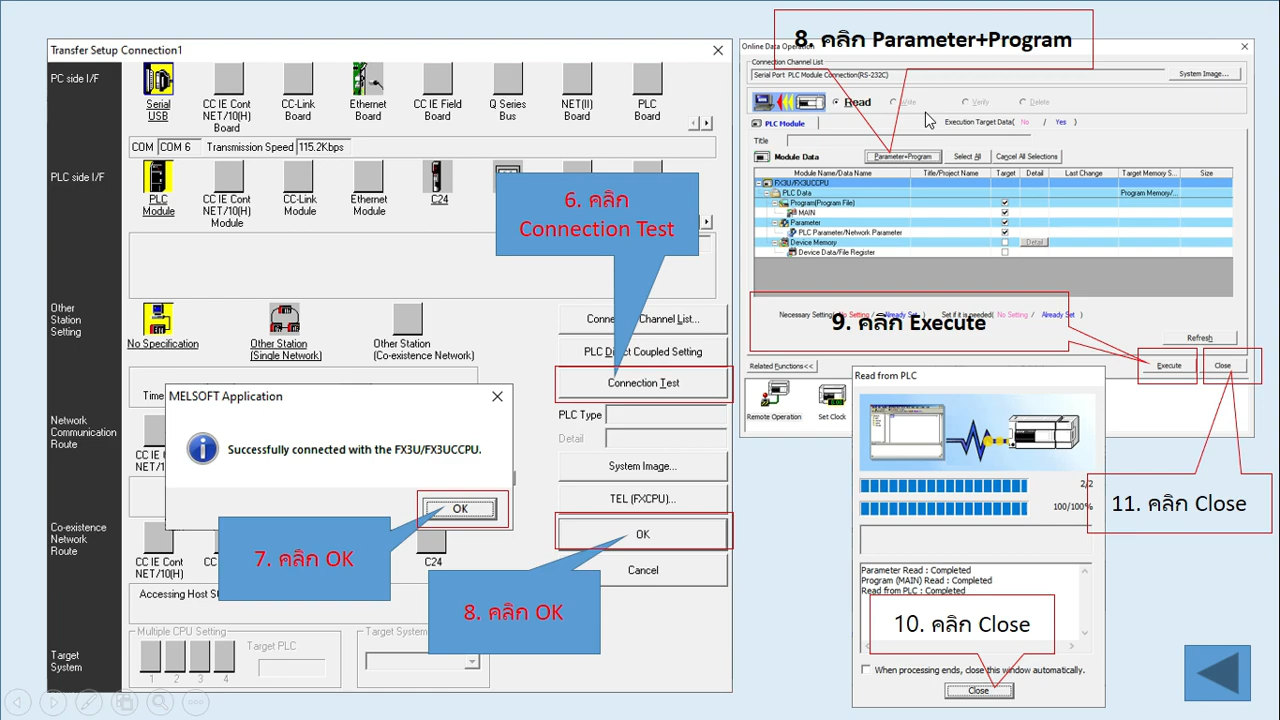 Transfer Setup Connection1
PC side I/F
Serial
USB
CC IE Cont
NET/10(H)
Board
CC-Link
Board
Ethernet
Board
CC IE Field
Board
Q Series
Bus
NET(II)
Board
PLC
Board
COM COM 6 Transmission Speed 115.2Kbps
PLC side I/F
PLC
Module
CC IE Cont
NET/10(H)
Module
CC-Link
Module
Ethernet
Module
C24
6. คลิก
Connection Test
Other
Station
Setting
No Specification
Other Station
(Single Network)
Other Station
(Co-existence Network)
Connection Channel List...
PLC Direct Coupled Setting
Connection Test
PLC Type
Detail
System Image...
TEL (FXCPU)...
OK
Cancel
Time
MELSOFT Application
Successfully connected with the FX3U/FX3UCCPU.
OK
7. คลิก OK
8. คลิก OK
Network
Communication
Route
CC IE
NET/1
Co-existence
Network
Route
CC IE Cont
NET/10(H)
C24
Accessing Host
Multiple CPU Setting
1 2 3 4
Target PLC
Target System
Target
System
8. คลิก Parameter+Program
Online Data Operation
Connection Channel List
Serial Port PLC Module Connection(RS-232C)
System Image...
Read Write Verify Delete
PLC Module
Execution Target Data( No / Yes )
Title
Module Data
Parameter+Program Select All Cancel All Selections
Module Name/Data Name Title/Project Name Target Detail Last Change Target Memory S... Size
FX3U/FX3UCCPU
PLC Data Program Memory/...
Program(Program File)
MAIN
Parameter
PLC Parameter/Network Parameter
Device Memory Detail
Device Data/File Register
Necessary Setting( No Setting / Already Set ) Set if it is needed( No Setting / Already Set )
9. คลิก Execute
Refresh
Related Functions<<
Execute
Close
Remote Operation
Set Clock
Read from PLC
2/2
100/100%
11. คลิก Close
Parameter Read : Completed
Program (MAIN) Read : Completed
Read from PLC : Completed
10. คลิก Close
When processing ends, close this window automatically.
Close